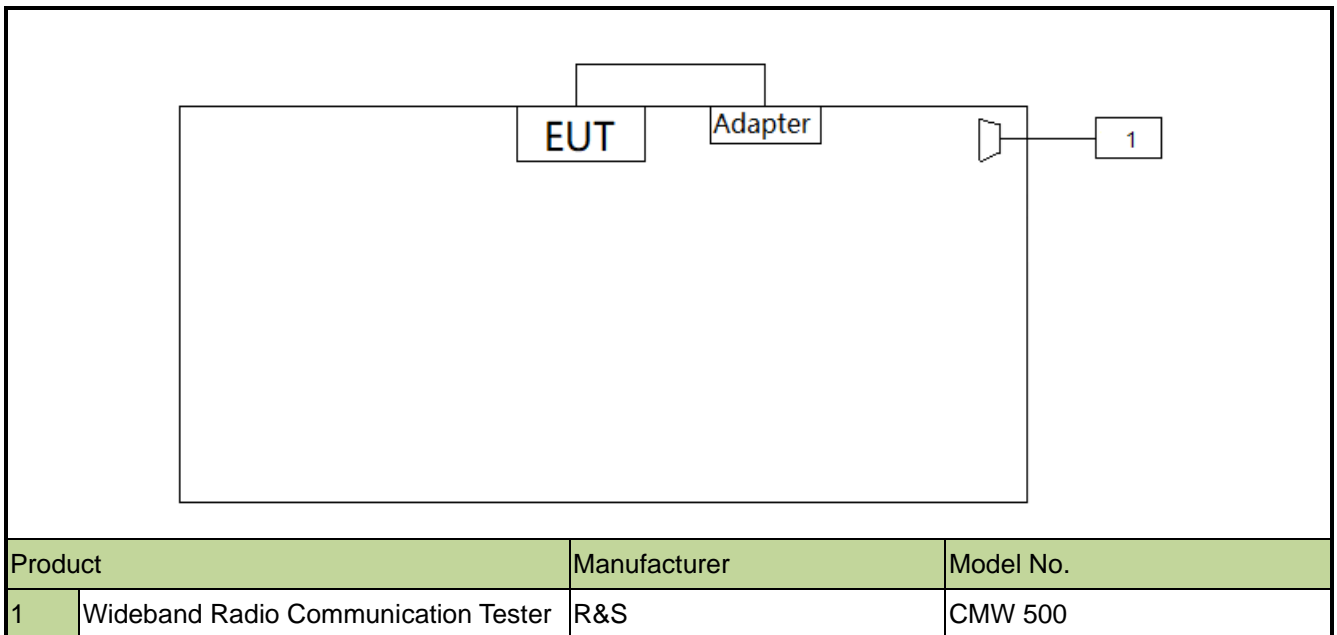 EUT
Adapter
1
Product Manufacturer Model No.
1 Wideband Radio Communication Tester R&S CMW 500